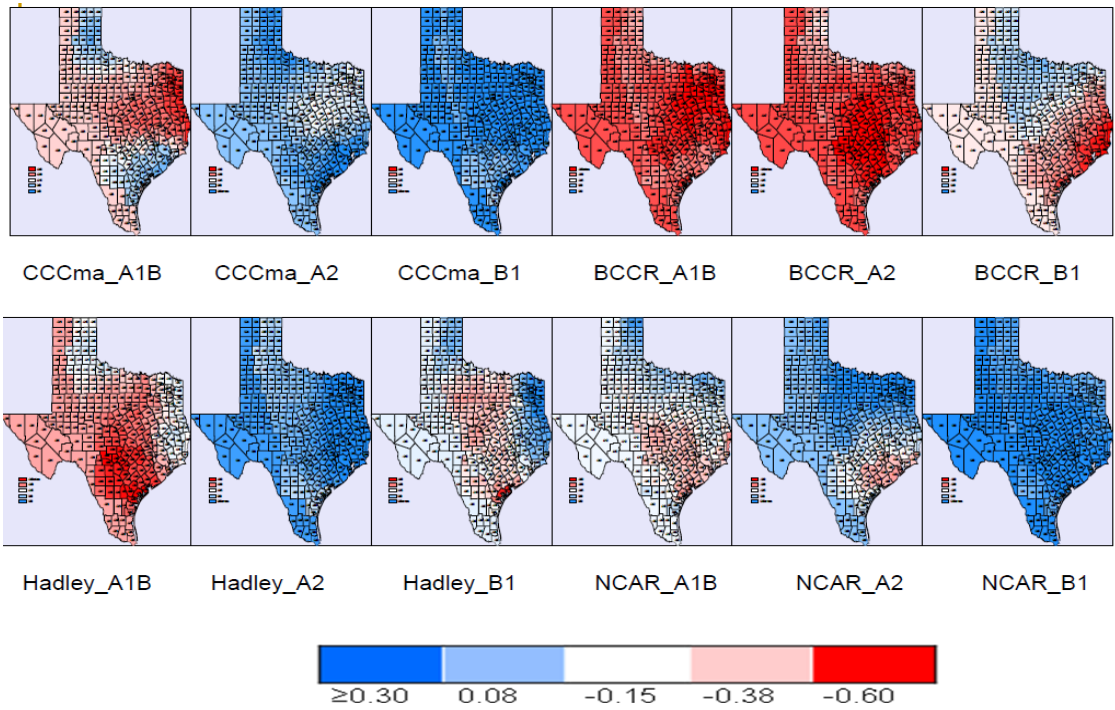 CCCma_A1B
CCCma_A2
CCCma_B1
BCCR_A1B
BCCR_A2
BCCR_B1
Hadley_A1B
Hadley_A2
Hadley_B1
NCAR_A1B
NCAR_A2
NCAR_B1
≥0.30 0.08 -0.15 -0.38 -0.60